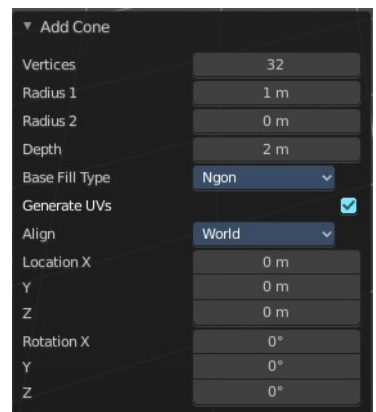 Add Cone
Vertices 32
Radius 1 1 m
Radius 2 0 m
Depth 2 m
Base Fill Type Ngon
Generate UVs
Align World
Location X 0 m
Y 0 m
Z 0 m
Rotation X 0°
Y 0°
Z 0°